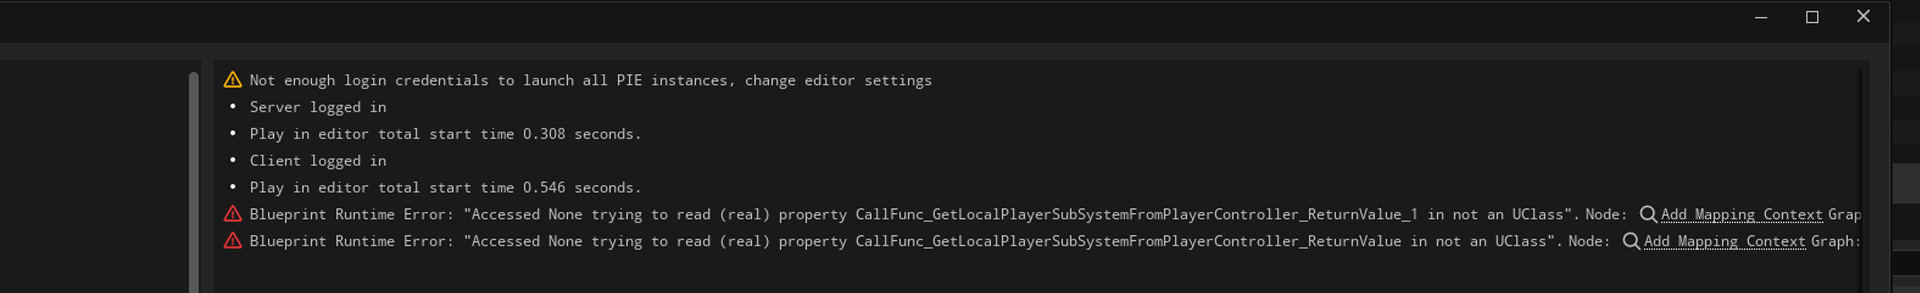 Not enough login credentials to launch all PIE instances, change editor settings
• Server logged in
• Play in editor total start time 0.308 seconds.
• Client logged in
• Play in editor total start time 0.546 seconds.
Blueprint Runtime Error: "Accessed None trying to read (real) property CallFunc_GetLocalPlayerSubSystemFromPlayerController_ReturnValue_1 in not an UClass". Node: Add Mapping Context Grap
Blueprint Runtime Error: "Accessed None trying to read (real) property CallFunc_GetLocalPlayerSubSystemFromPlayerController_ReturnValue in not an UClass". Node: Add Mapping Context Graph: